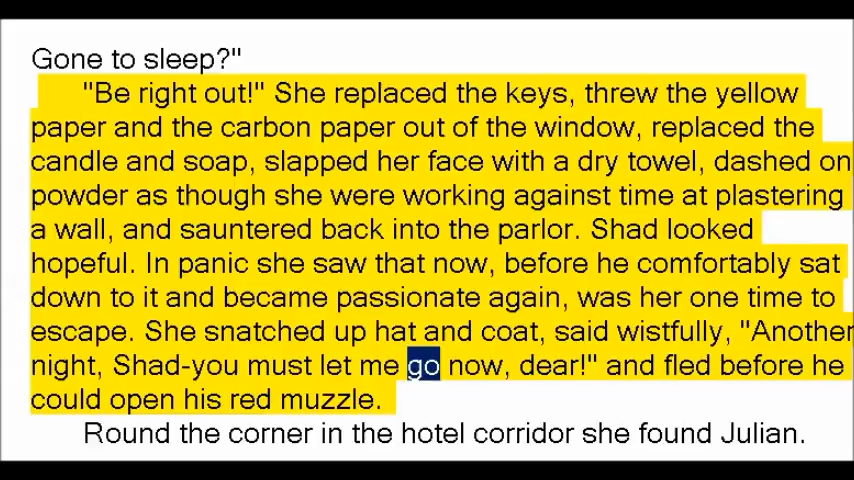 Gone to sleep?"
"Be right out!" She replaced the keys, threw the yellow
paper and the carbon paper out of the window, replaced the
candle and soap, slapped her face with a dry towel, dashed on
powder as though she were working against time at plastering
a wall, and sauntered back into the parlor. Shad looked
hopeful. In panic she saw that now, before he comfortably sat
down to it and became passionate again, was her one time to
escape. She snatched up hat and coat, said wistfully, "Another
night, Shad-you must let me go now, dear!" and fled before he
could open his red muzzle.
Round the corner in the hotel corridor she found Julian.